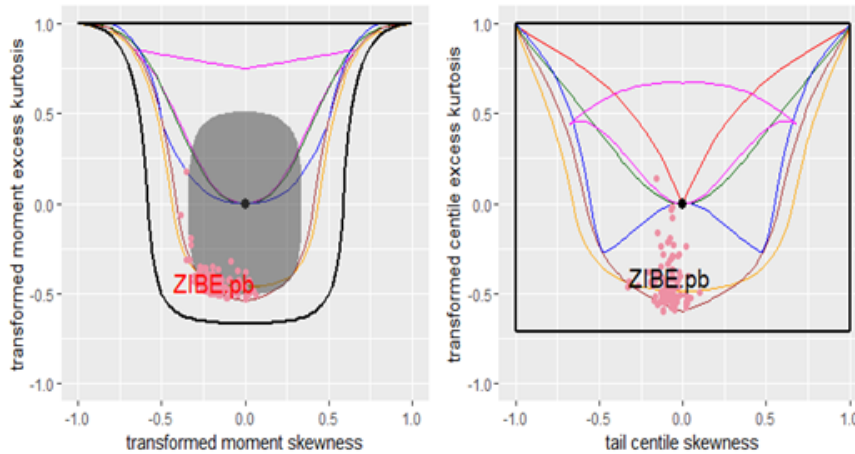 transformed moment excess kurtosis
1.0
0.5
0.0
-0.5
-1.0
ZIBE.pb
-1.0 -0.5 0.0 0.5 1.0
transformed moment skewness
transformed centile excess kurtosis
1.0
0.5
0.0
-0.5
-1.0
ZIBE.pb
-1.0 -0.5 0.0 0.5 1.0
tail centile skewness